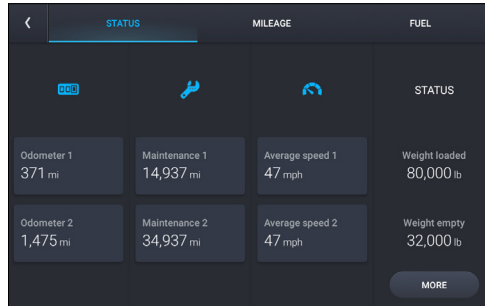 STATUS
MILEAGE
FUEL
000
STATUS
Odometer 1
371 mi
Maintenance 1
14,937 mi
Average speed 1
47 mph
Weight loaded
80,000 lb
Odometer 2
1,475 mi
Maintenance 2
34,937 mi
Average speed 2
47 mph
Weight empty
32,000 lb
MORE